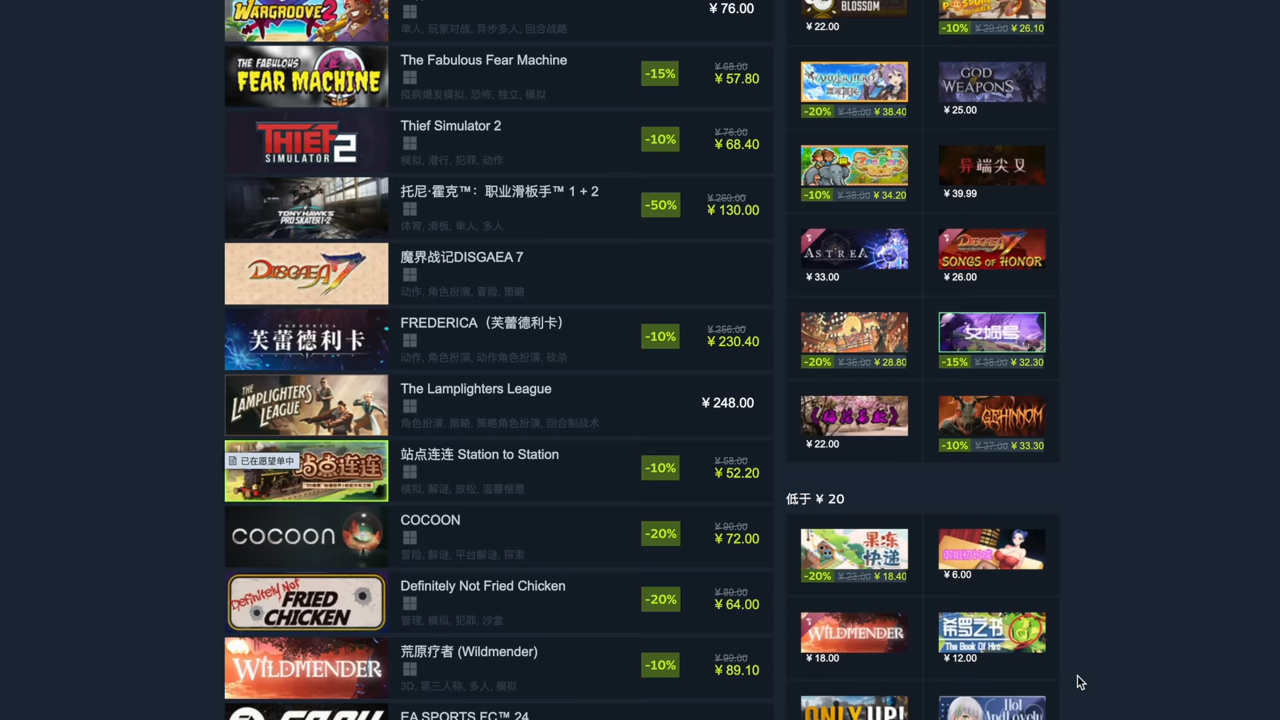 WARGROOVE 2
¥ 76.00
单人, 玩家对战, 异步多人, 回合战略
THE FABULOUS
FEAR MACHINE
The Fabulous Fear Machine
疫病爆发模拟, 恐怖, 独立, 模拟
-15%
¥ 68.00
¥ 57.80
THIEF
SIMULATOR 2
Thief Simulator 2
模拟, 潜行, 犯罪, 动作
-10%
¥ 76.00
¥ 68.40
TONY HAWK'S
PRO SKATER 1+2
托尼·霍克™：职业滑板手™ 1 + 2
体育, 滑板, 单人, 多人
-50%
¥ 260.00
¥ 130.00
DISGAEA 7
魔界战记DISGAEA 7
动作, 角色扮演, 冒险, 策略
FREDERICA
芙蕾德利卡
FREDERICA（芙蕾德利卡）
动作, 角色扮演, 动作角色扮演, 砍杀
-10%
¥ 256.00
¥ 230.40
THE
LAMPLIGHTERS
LEAGUE
The Lamplighters League
角色扮演, 策略, 策略角色扮演, 回合制战术
¥ 248.00
已在愿望单中
站点连连
站点连连 Station to Station
模拟, 解谜, 放松, 温馨惬意
-10%
¥ 58.00
¥ 52.20
COCOON
COCOON
冒险, 解谜, 平台解谜, 探索
-20%
¥ 90.00
¥ 72.00
Definitely Not
FRIED
CHICKEN
Definitely Not Fried Chicken
管理, 模拟, 犯罪, 沙盒
-20%
¥ 80.00
¥ 64.00
WILDMENDER
荒原疗者 (Wildmender)
3D, 第三人称, 多人, 模拟
-10%
¥ 99.00
¥ 89.10
EA SPORTS FC™ 24
BLOSSOM
¥ 22.00
-10% ¥ 29.00 ¥ 26.10
-20% ¥ 48.00 ¥ 38.40
GOD
OF
WEAPONS
¥ 25.00
-10% ¥ 38.00 ¥ 34.20
异端尖叉
¥ 39.99
ASTREA
¥ 33.00
DISGAEA 7
SONGS OF HONOR
¥ 26.00
-20% ¥ 36.00 ¥ 28.80
女娲号
-15% ¥ 38.00 ¥ 32.30
¥ 22.00
GEHINNOM
-10% ¥ 37.00 ¥ 33.30
低于 ¥ 20
果冻
快递
-20% ¥ 23.00 ¥ 18.40
¥ 6.00
WILDMENDER
¥ 18.00
希罗之书
The Book Of Hiro
¥ 12.00
ONLY UP!
Hot
And Lovely